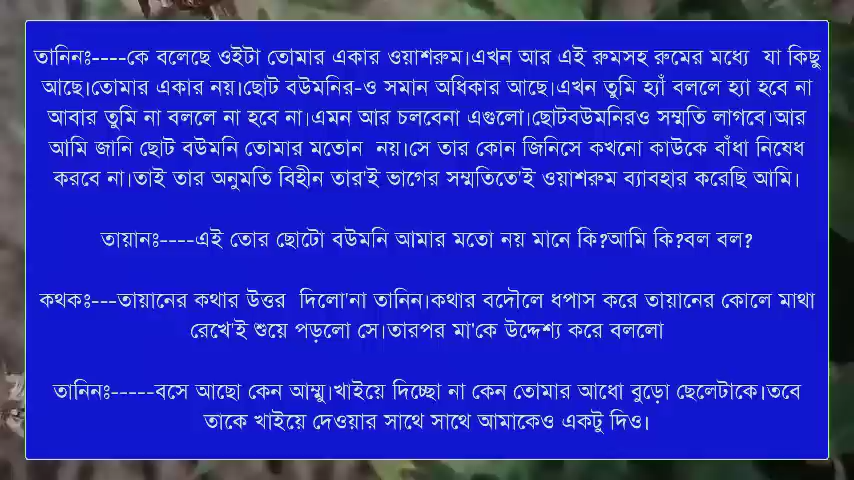 তানিনঃ----কে বলেছে ওইটা তোমার একার ওয়াশরুম।এখন আর এই রুমসহ রুমের মধ্যে যা কিছু
আছে।তোমার একার নয়।ছোট বউমনির-ও সমান অধিকার আছে।এখন তুমি হ্যাঁ বললে হ্যা হবে না
আবার তুমি না বললে না হবে না।এমন আর চলবেনা এগুলো।ছোটবউমনিরও সম্মতি লাগবে।আর
আমি জানি ছোট বউমনি তোমার মতোন নয়।সে তার কোন জিনিসে কখনো কাউকে বাঁধা নিষেধ
করবে না।তাই তার অনুমতি বিহীন তার'ই ভাগের সম্মতিতে'ই ওয়াশরুম ব্যাবহার করেছি আমি।
তায়ানঃ----এই তোর ছোটো বউমনি আমার মতো নয় মানে কি?আমি কি?বল বল?
কথকঃ---তায়ানের কথার উত্তর দিলো'না তানিন।কথার বদৌলে ধপাস করে তায়ানের কোলে মাথা
রেখে'ই শুয়ে পড়লো সে।তারপর মা'কে উদ্দেশ্য করে বললো
তানিনঃ-----বসে আছো কেন আম্মু।খাইয়ে দিচ্ছো না কেন তোমার আধো বুড়ো ছেলেটাকে।তবে
তাকে খাইয়ে দেওয়ার সাথে সাথে আমাকেও একটু দিও।